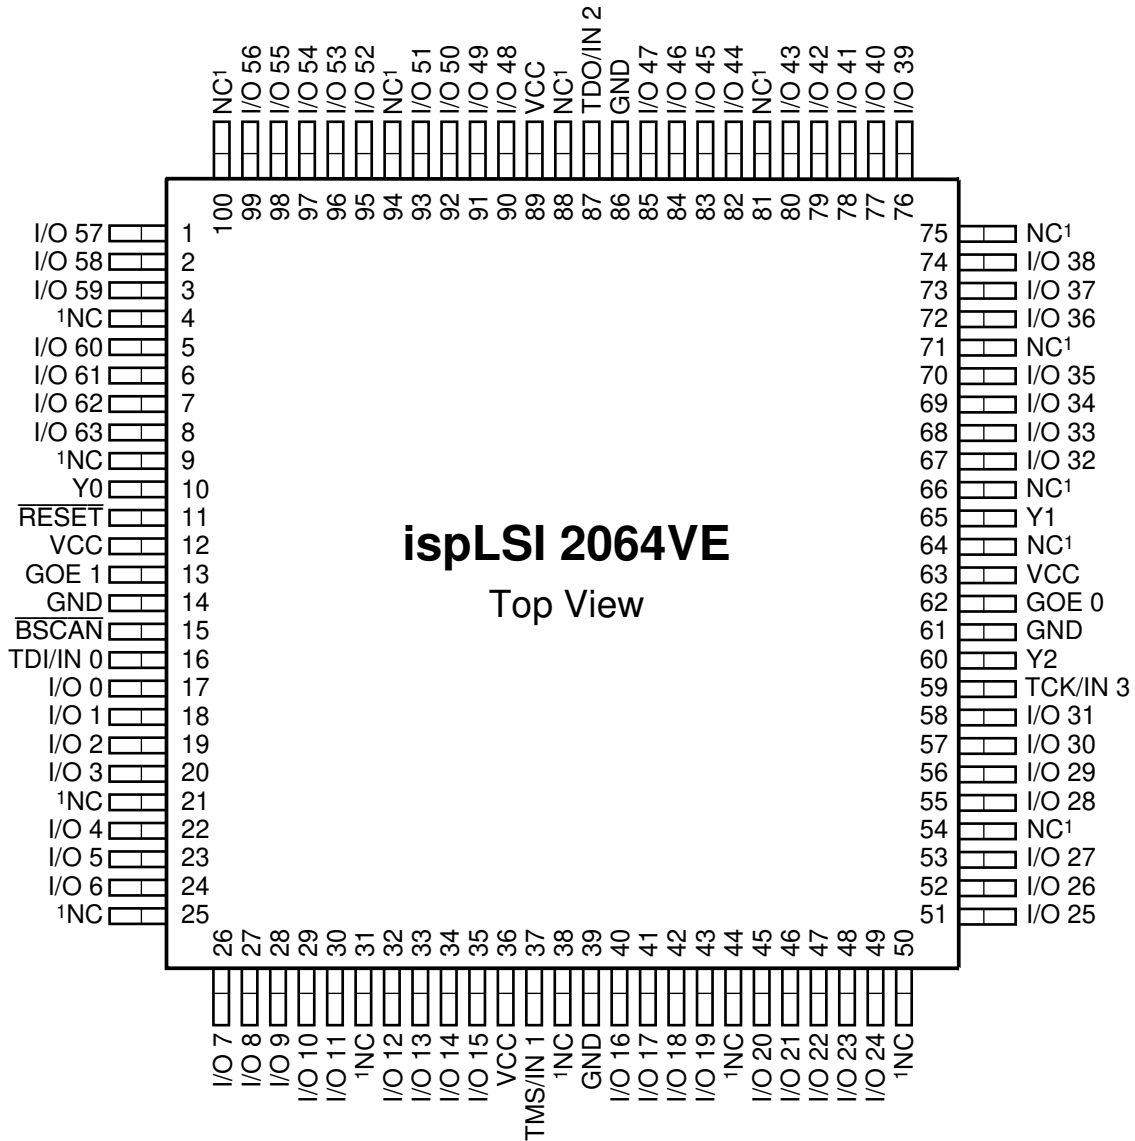 NC¹
I/O 56
I/O 55
I/O 54
I/O 53
I/O 52
NC¹
I/O 51
I/O 50
I/O 49
I/O 48
VCC
NC¹
TDO/IN 2
GND
I/O 47
I/O 46
I/O 45
I/O 44
NC¹
I/O 43
I/O 42
I/O 41
I/O 40
I/O 39
100
99
98
97
96
95
94
93
92
91
90
89
88
87
86
85
84
83
82
81
80
79
78
77
76
I/O 57 1
I/O 58 2
I/O 59 3
¹NC 4
I/O 60 5
I/O 61 6
I/O 62 7
I/O 63 8
¹NC 9
Y0 10
RESET 11
VCC 12
GOE 1 13
GND 14
BSCAN 15
TDI/IN 0 16
I/O 0 17
I/O 1 18
I/O 2 19
I/O 3 20
¹NC 21
I/O 4 22
I/O 5 23
I/O 6 24
¹NC 25
ispLSI 2064VE
Top View
75 NC¹
74 I/O 38
73 I/O 37
72 I/O 36
71 NC¹
70 I/O 35
69 I/O 34
68 I/O 33
67 I/O 32
66 NC¹
65 Y1
64 NC¹
63 VCC
62 GOE 0
61 GND
60 Y2
59 TCK/IN 3
58 I/O 31
57 I/O 30
56 I/O 29
55 I/O 28
54 NC¹
53 I/O 27
52 I/O 26
51 I/O 25
26
27
28
29
30
31
32
33
34
35
36
37
38
39
40
41
42
43
44
45
46
47
48
49
50
I/O 7
I/O 8
I/O 9
I/O 10
I/O 11
¹NC
I/O 12
I/O 13
I/O 14
I/O 15
VCC
TMS/IN 1
¹NC
GND
I/O 16
I/O 17
I/O 18
I/O 19
¹NC
I/O 20
I/O 21
I/O 22
I/O 23
I/O 24
¹NC